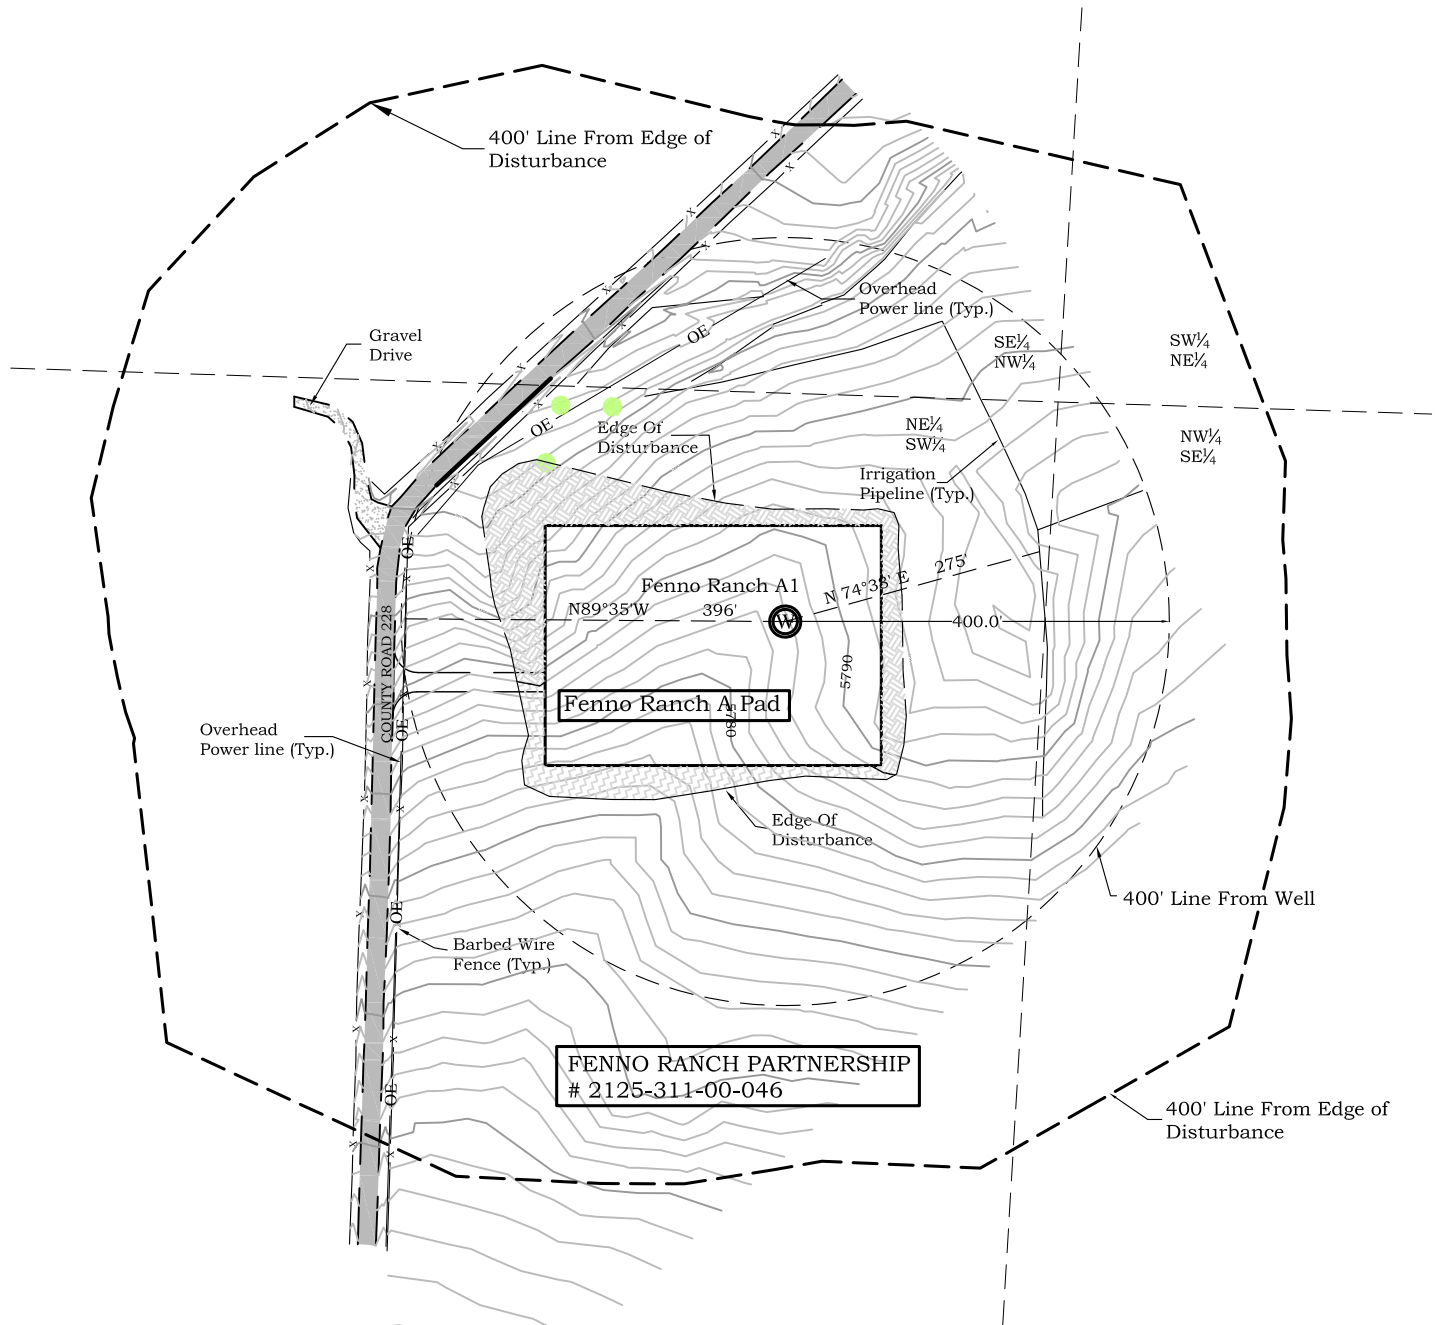 400' Line From Edge of
Disturbance
Overhead
Power line (Typ.)
OE
Gravel
Drive
SE¼
NW¼
SW¼
NE¼
OE
Edge Of
Disturbance
NE¼
SW¼
NW¼
SE¼
Irrigation
Pipeline (Typ.)
OE
Fenno Ranch A1
N 74°33' E 275'
N89°35'W 396'
W
400.0'
COUNTY ROAD 228
5790
Fenno Ranch A Pad
5780
OE
Overhead
Power line (Typ.)
Edge Of
Disturbance
400' Line From Well
OE
Barbed Wire
Fence (Typ.)
FENNO RANCH PARTNERSHIP
# 2125-311-00-046
OE
400' Line From Edge of
Disturbance